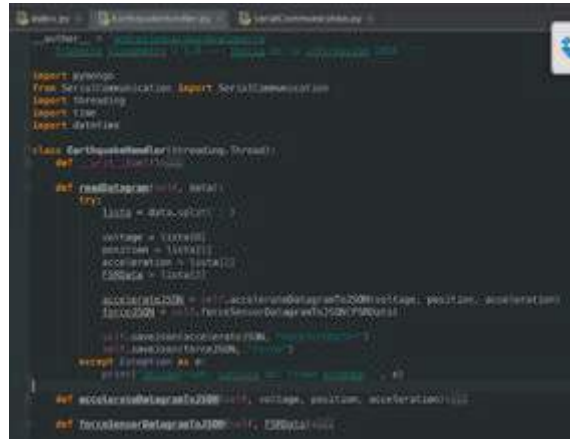 index.py EarthquakeHandler.py SerialCommunication.py
__author__ =
import pymongo
from SerialCommunication import SerialCommunication
import threading
import time
import datetime
class EarthquakeHandler(threading.Thread):
def __init__(self):...
def readDatagram(self, data):
try:
lista = data.split(
voltage = lista[0]
position = lista[1]
acceleration = lista[2]
FSRData = lista[3]
accelerateJSON = self.accelerateDatagramToJSON(voltage, position, acceleration)
forceJSON = self.forceSensorDatagramToJSON(FSRData)
self.saveJson(accelerateJSON,
self.saveJson(forceJSON,
except Exception as e:
print(
def accelerateDatagramToJSON(self, voltage, position, acceleration):...
def forceSensorDatagramToJSON(self, FSRData):...